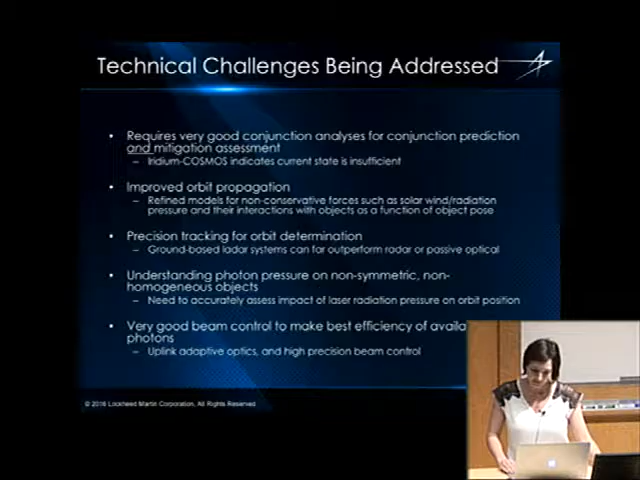 Technical Challenges Being Addressed
• Requires very good conjunction analyses for conjunction prediction
and mitigation assessment
– Iridium-COSMOS indicates current state is insufficient
• Improved orbit propagation
– Refined models for non-conservative forces such as solar wind/radiation
pressure and their interactions with objects as a function of object pose
• Precision tracking for orbit determination
– Ground-based ladar systems can far outperform radar or passive optical
• Understanding photon pressure on non-symmetric, non-
homogeneous objects
– Need to accurately assess impact of laser radiation pressure on orbit position
• Very good beam control to make best efficiency of
photons
– Uplink adaptive optics, and high precision beam control
© 2016 Lockheed Martin Corporation, All Rights Reserved